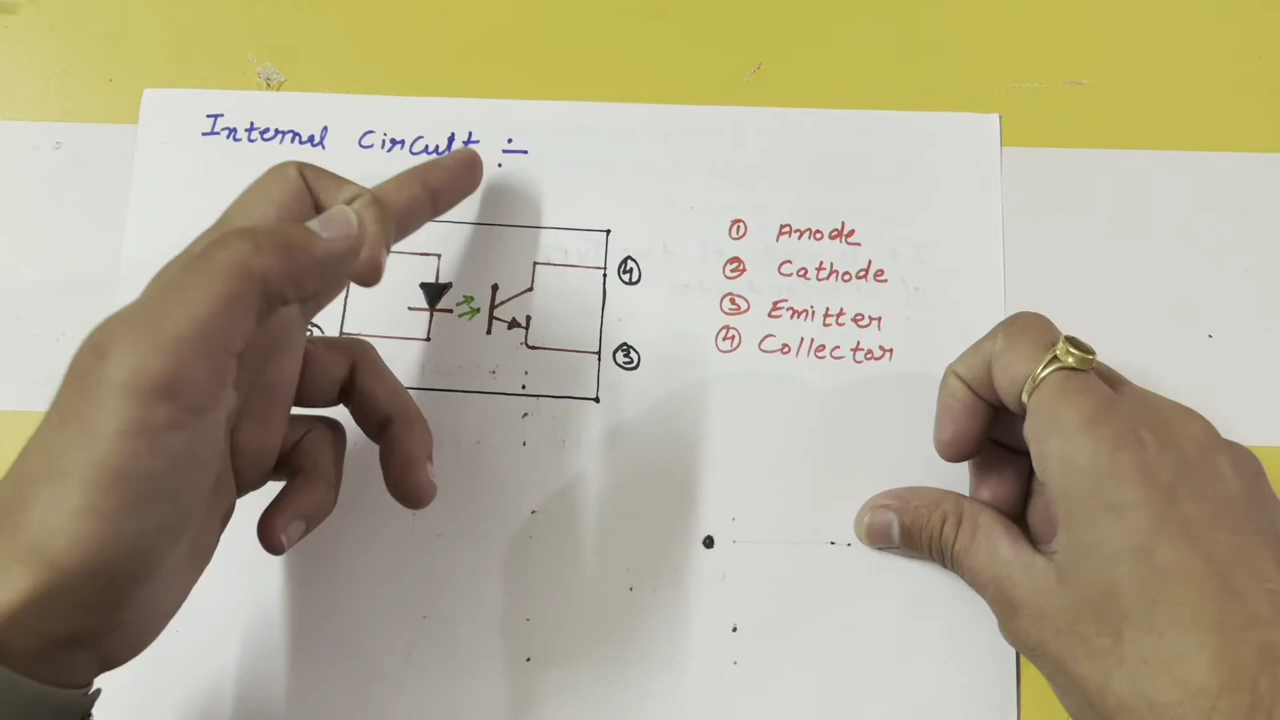 Internal Circuit :-
④
③
① Anode
② Cathode
③ Emitter
④ Collector